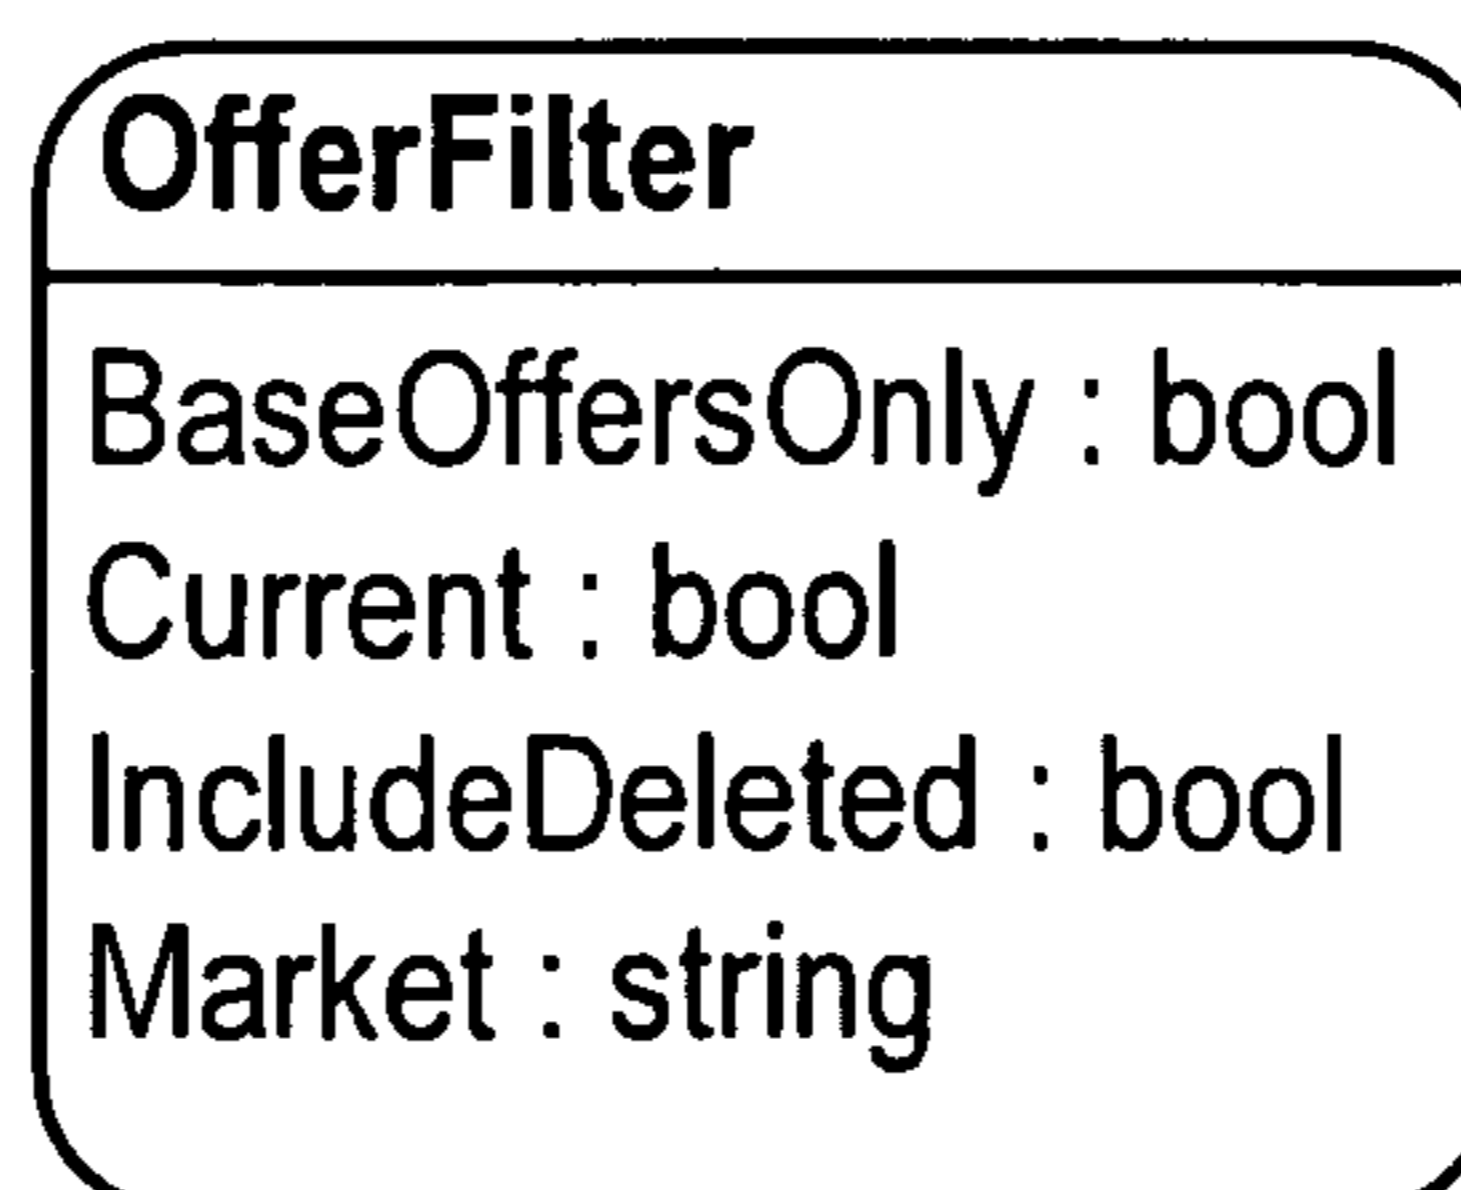 OfferFilter
BaseOffersOnly : bool
Current : bool
IncludeDeleted : bool
Market : string